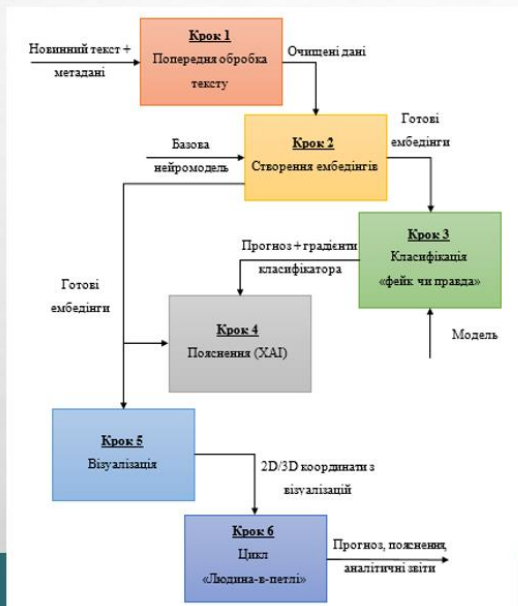 Крок 1
Попередня обробка
тексту
Новинний текст +
метадані
Очищені дані
Крок 2
Створення ембедінгів
Базова
нейромодель
Готові
ембедінги
Крок 3
Класифікація
«фейк чи правда»
Прогноз + градієнти
класифікатора
Модель
Готові
ембедінги
Крок 4
Пояснення (XAI)
Крок 5
Візуалізація
2D/3D координати з
візуалізацій
Крок 6
Цикл
«Людина-в-петлі»
Прогноз, пояснення,
аналітичні звіти